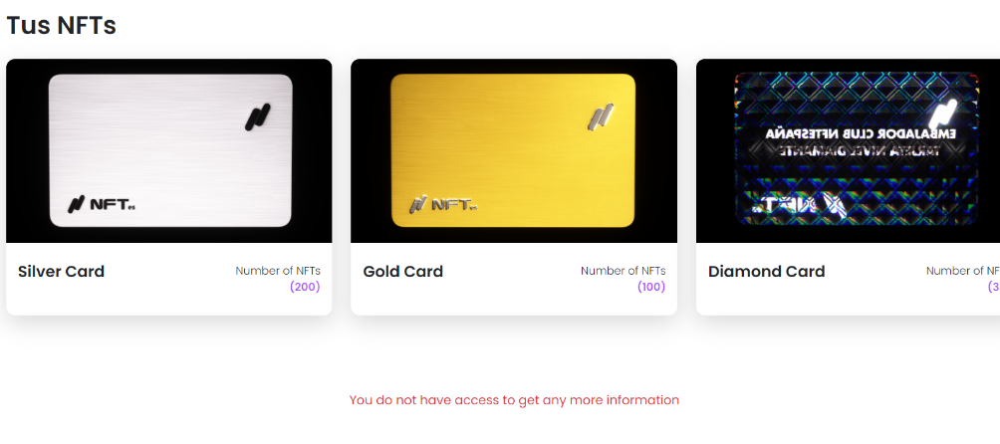 Tus NFTs
NFT.es
NFT.es
EMBAJADOR CLUB NFTESPAÑA
TARJETA NIVEL DIAMANTE
NFT.
Silver Card
Number of NFTs
(200)
Gold Card
Number of NFTs
(100)
Diamond Card
Number of NF
(3
You do not have access to get any more information